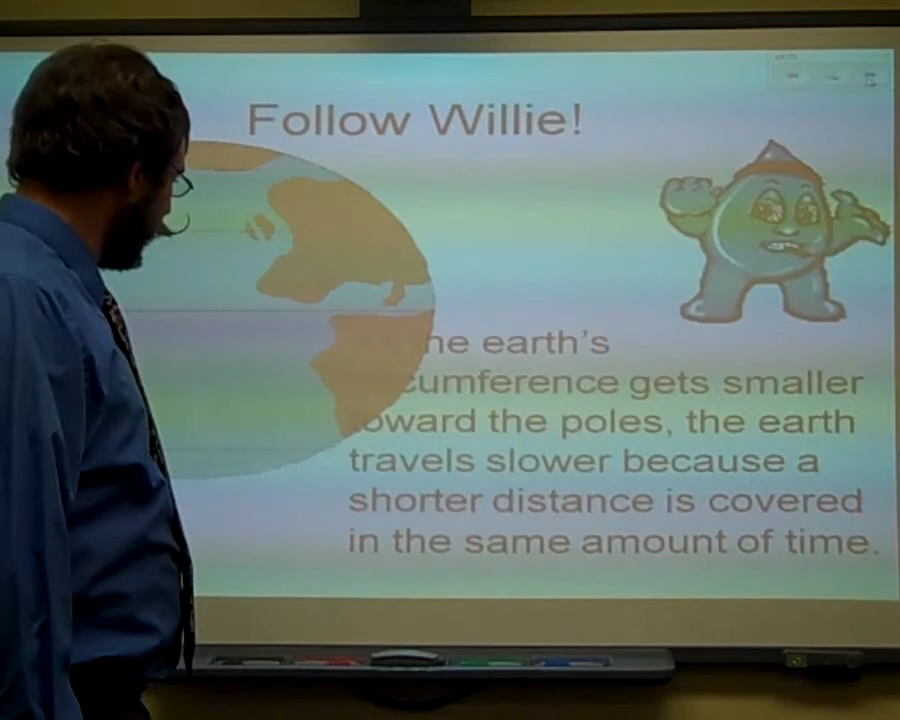 Follow Willie!
he earth's
cumference gets smaller
oward the poles, the earth
travels slower because a
shorter distance is covered
in the same amount of time.